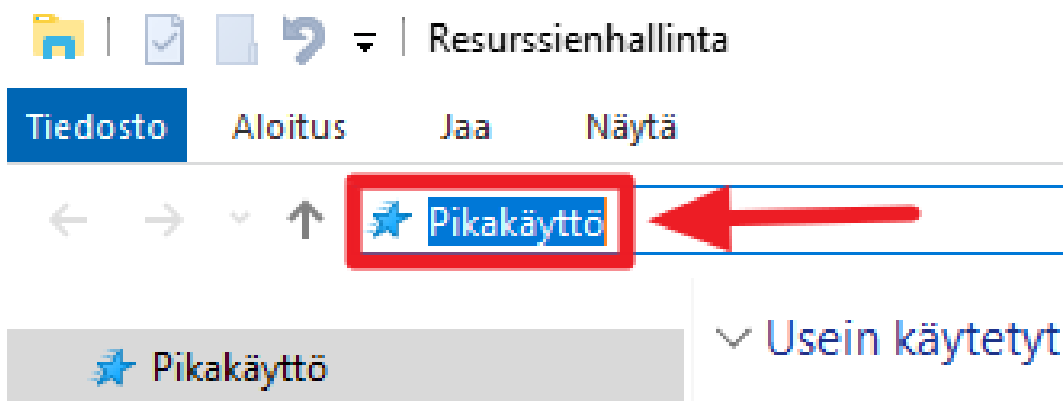 Resurssienhallinta
Tiedosto Aloitus Jaa Näytä
Pikakäyttö
Usein käytetyt
Pikakäyttö